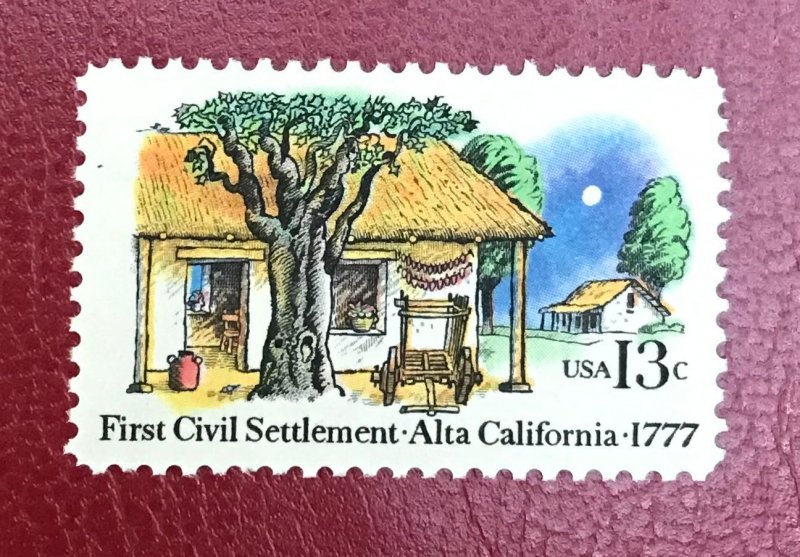 USA 13c
First Civil Settlement · Alta California · 1777